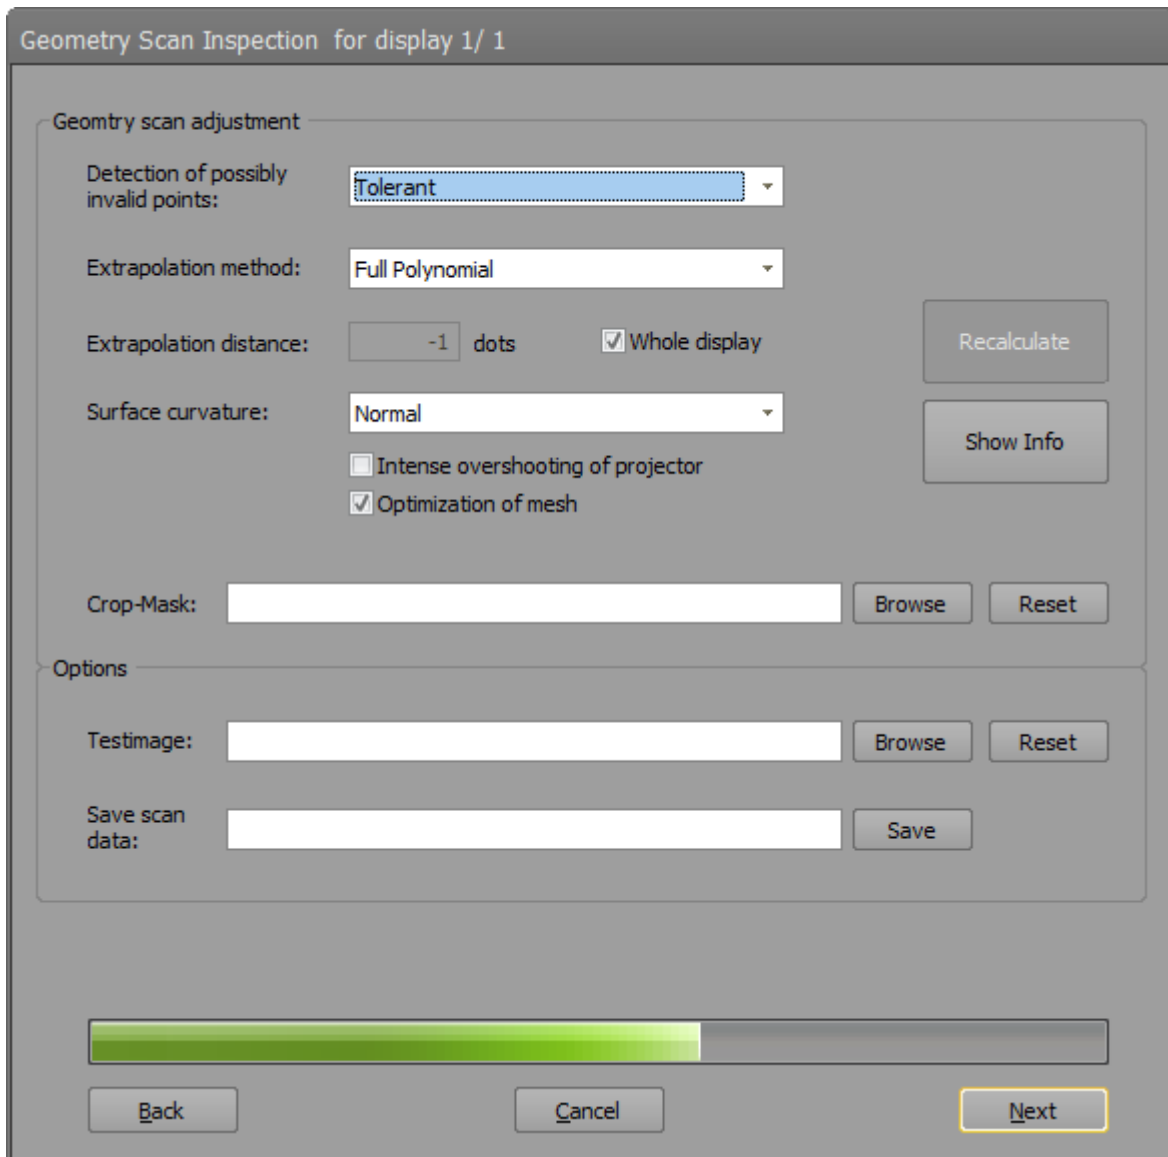 Geometry Scan Inspection  for display 1/ 1
Geomtry scan adjustment
Detection of possibly
invalid points:
Tolerant
Extrapolation method:
Full Polynomial
Extrapolation distance:
-1
dots
Whole display
Recalculate
Surface curvature:
Normal
Show Info
Intense overshooting of projector
Optimization of mesh
Crop-Mask:
Browse
Reset
Options
Testimage:
Browse
Reset
Save scan
data:
Save
Back
Cancel
Next